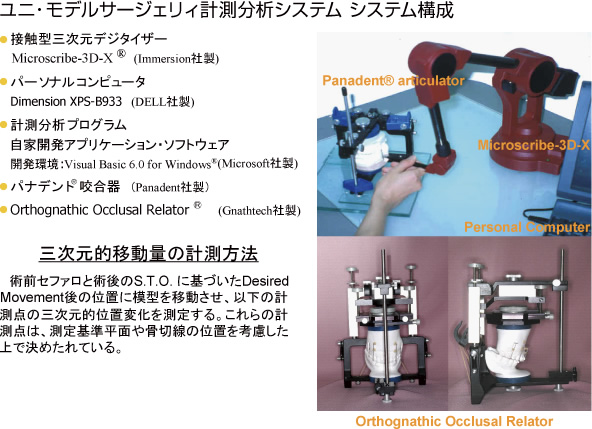 ユニ・モデルサージェリィ計測分析システム システム構成
● 接触型三次元デジタイザー
Microscribe-3D-X ® (Immersion社製)
● パーソナルコンピュータ
Dimension XPS-B933 (DELL社製)
● 計測分析プログラム
自家開発アプリケーション・ソフトウェア
開発環境:Visual Basic 6.0 for Windows®(Microsoft社製)
● パナデント®咬合器 (Panadent社製)
● Orthognathic Occlusal Relator ® (Gnathtech社製)
三次元的移動量の計測方法
術前セファロと術後のS.T.O. に基づいたDesired
Movement後の位置に模型を移動させ、以下の計
測点の三次元的位置変化を測定する。これらの計
測点は、測定基準平面や骨切線の位置を考慮した
上で決めたれている。
Panadent® articulator
Microscribe-3D-X
Personal Computer
Orthognathic Occlusal Relator